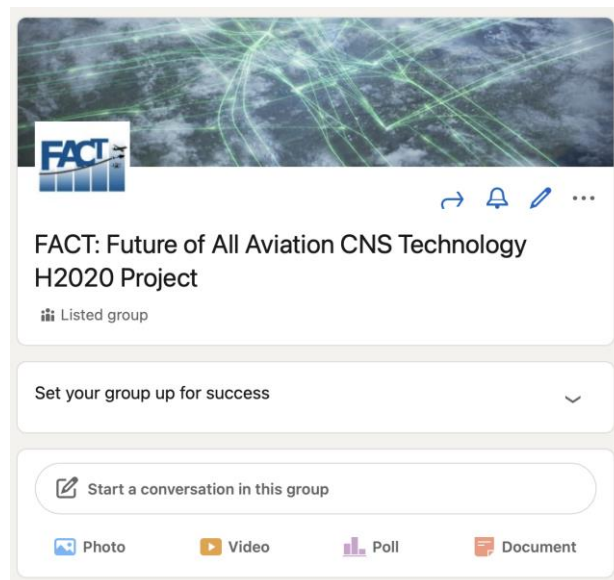 FACT
FACT: Future of All Aviation CNS Technology
H2020 Project
Listed group
Set your group up for success
Start a conversation in this group
Photo
Video
Poll
Document